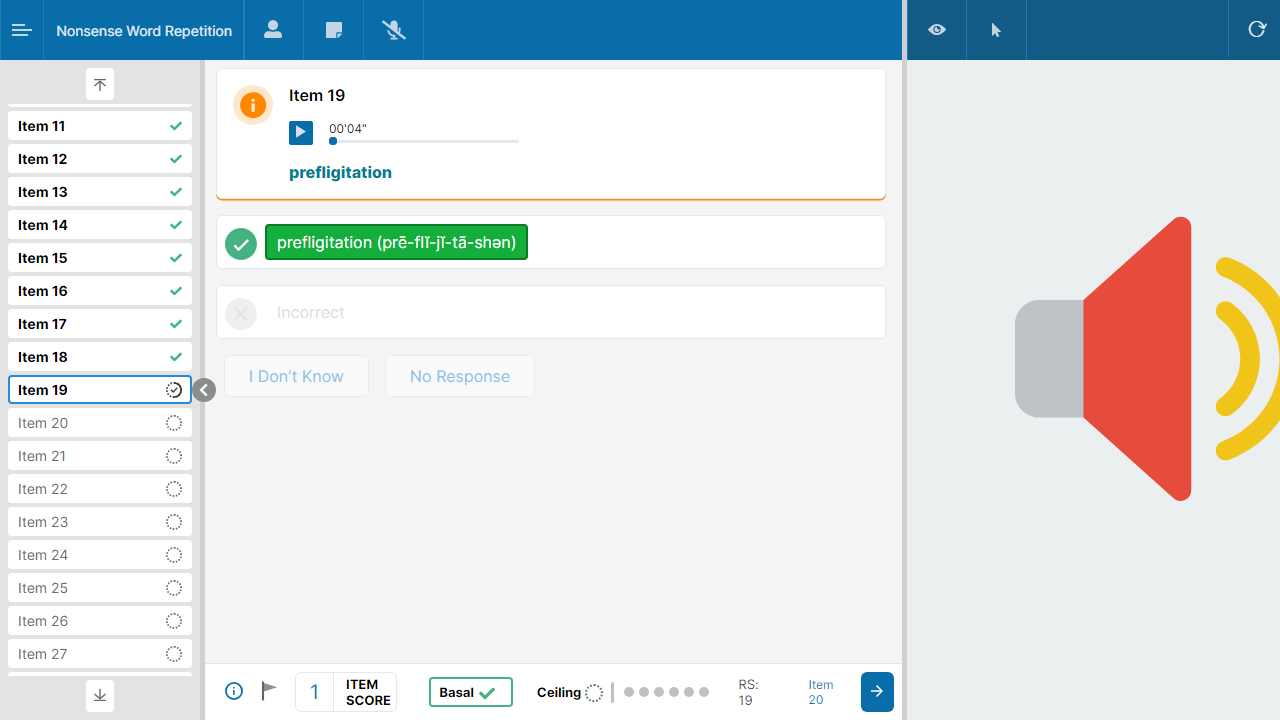 Nonsense Word Repetition
Item 11
Item 12
Item 13
Item 14
Item 15
Item 16
Item 17
Item 18
Item 19
Item 20
Item 21
Item 22
Item 23
Item 24
Item 25
Item 26
Item 27
Item 19
00'04"
prefligitation
prefligitation (prē-flĭ-jĭ-tā-shən)
Incorrect
I Don’t Know
No Response
1
ITEM
SCORE
Basal
Ceiling
RS:
19
Item
20